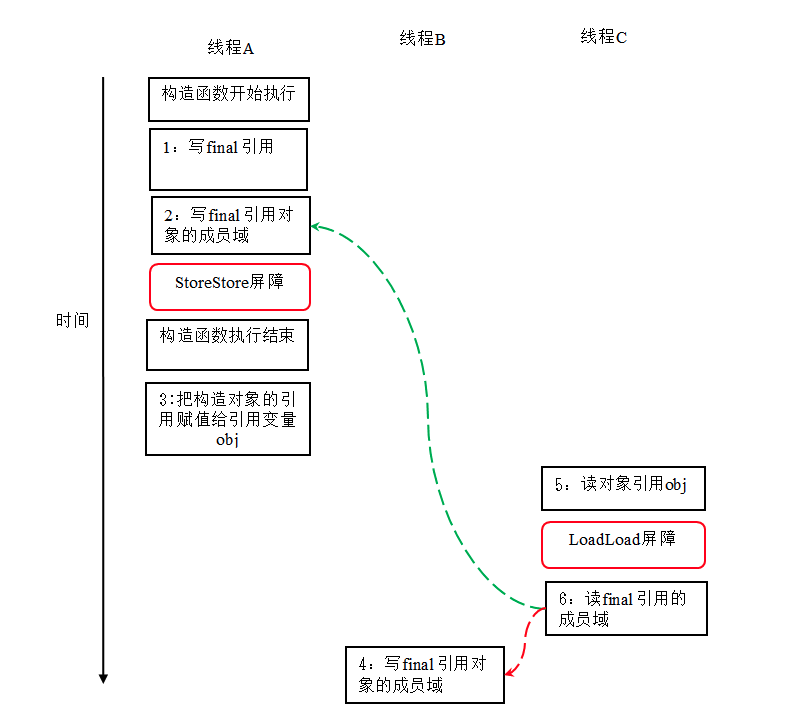 线程A
线程B
线程C
构造函数开始执行
1：写final 引用
2：写final 引用对
象的成员域
StoreStore屏障
时间
构造函数执行结束
3:把构造对象的引
用赋值给引用变量
obj
5：读对象引用obj
LoadLoad屏障
6：读final 引用的
成员域
4：写final 引用对
象的成员域